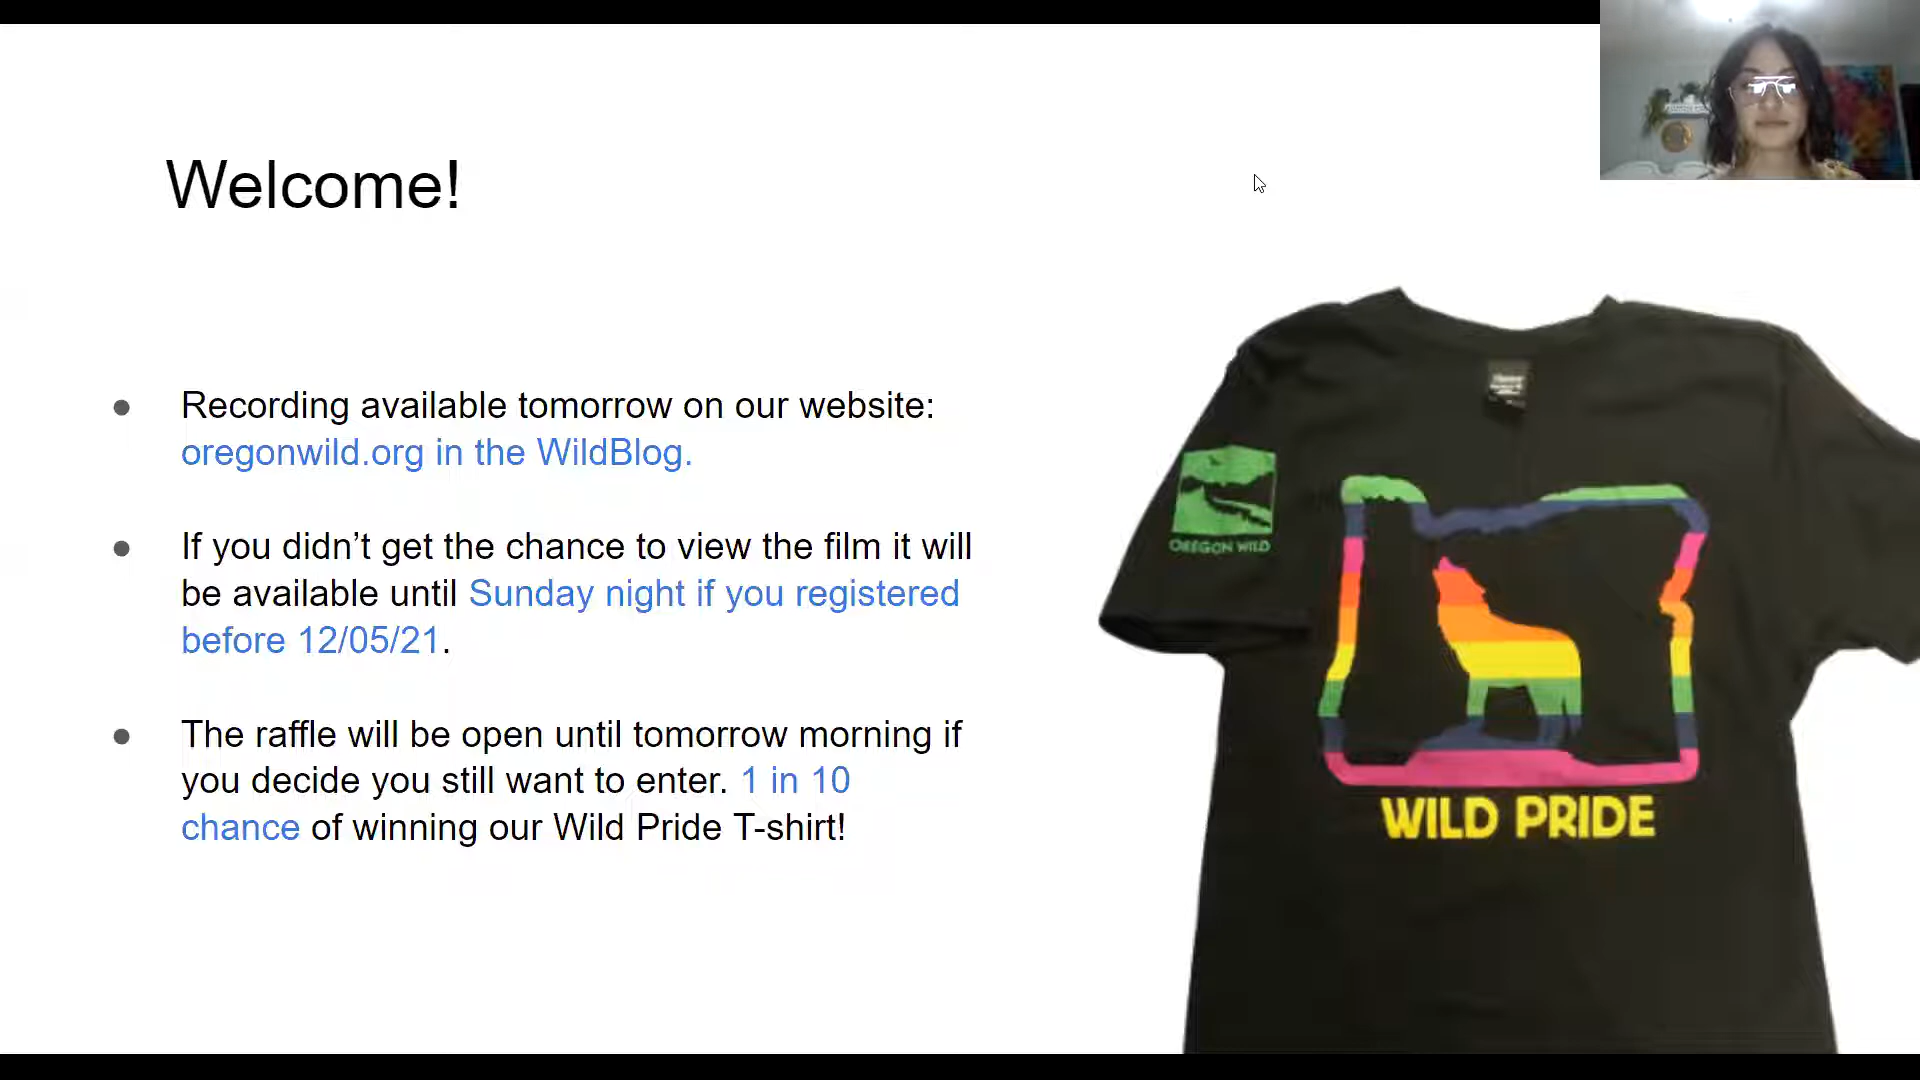 Welcome!
Recording available tomorrow on our website:
oregonwild.org in the WildBlog.
If you didn’t get the chance to view the film it will
be available until Sunday night if you registered
before 12/05/21.
The raffle will be open until tomorrow morning if
you decide you still want to enter. 1 in 10
chance of winning our Wild Pride T-shirt!
OREGON WILD
WILD PRIDE